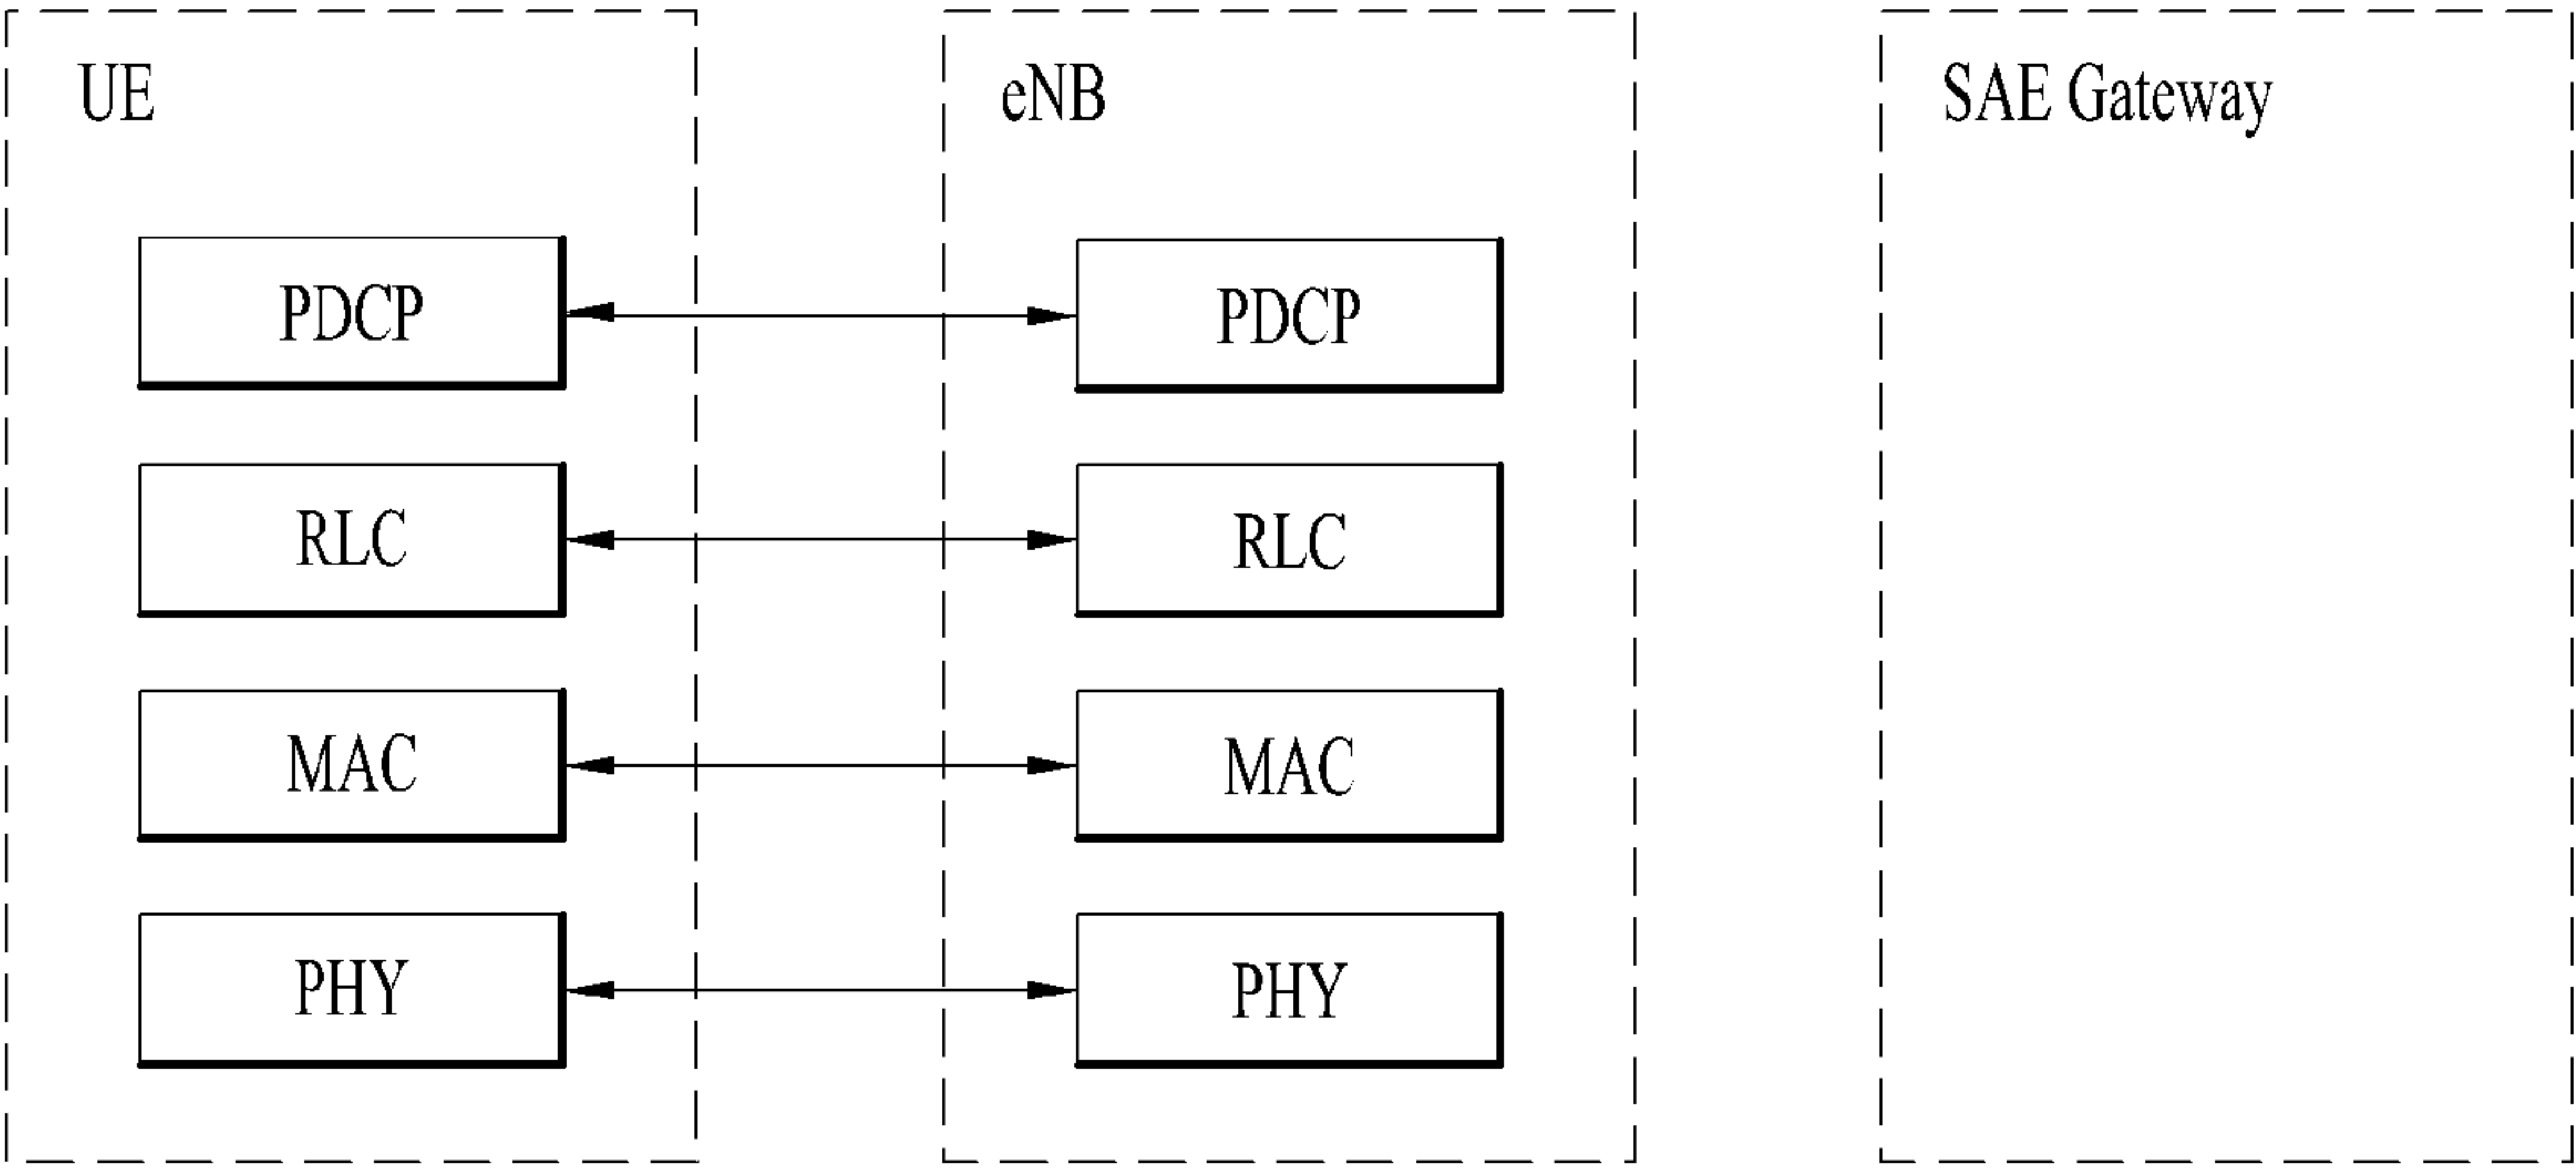 UE
eNB
SAE Gateway
PDCP
PDCP
RLC
RLC
MAC
MAC
PHY
PHY